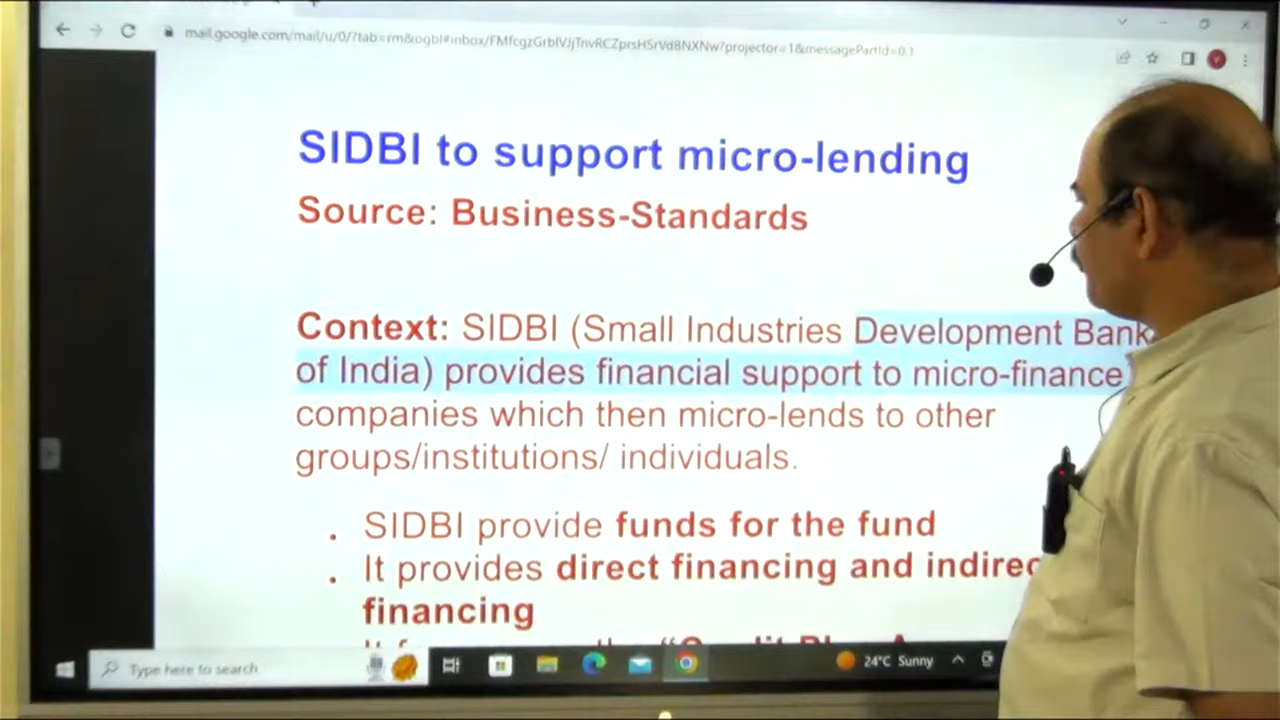 SIDBI to support micro-lending
Source: Business-Standards
Context: SIDBI (Small Industries Development Bank
of India) provides financial support to micro-finance
companies which then micro-lends to other
groups/institutions/ individuals.
. SIDBI provide funds for the fund
. It provides direct financing and
financing
Type here to search
24°C Sunny